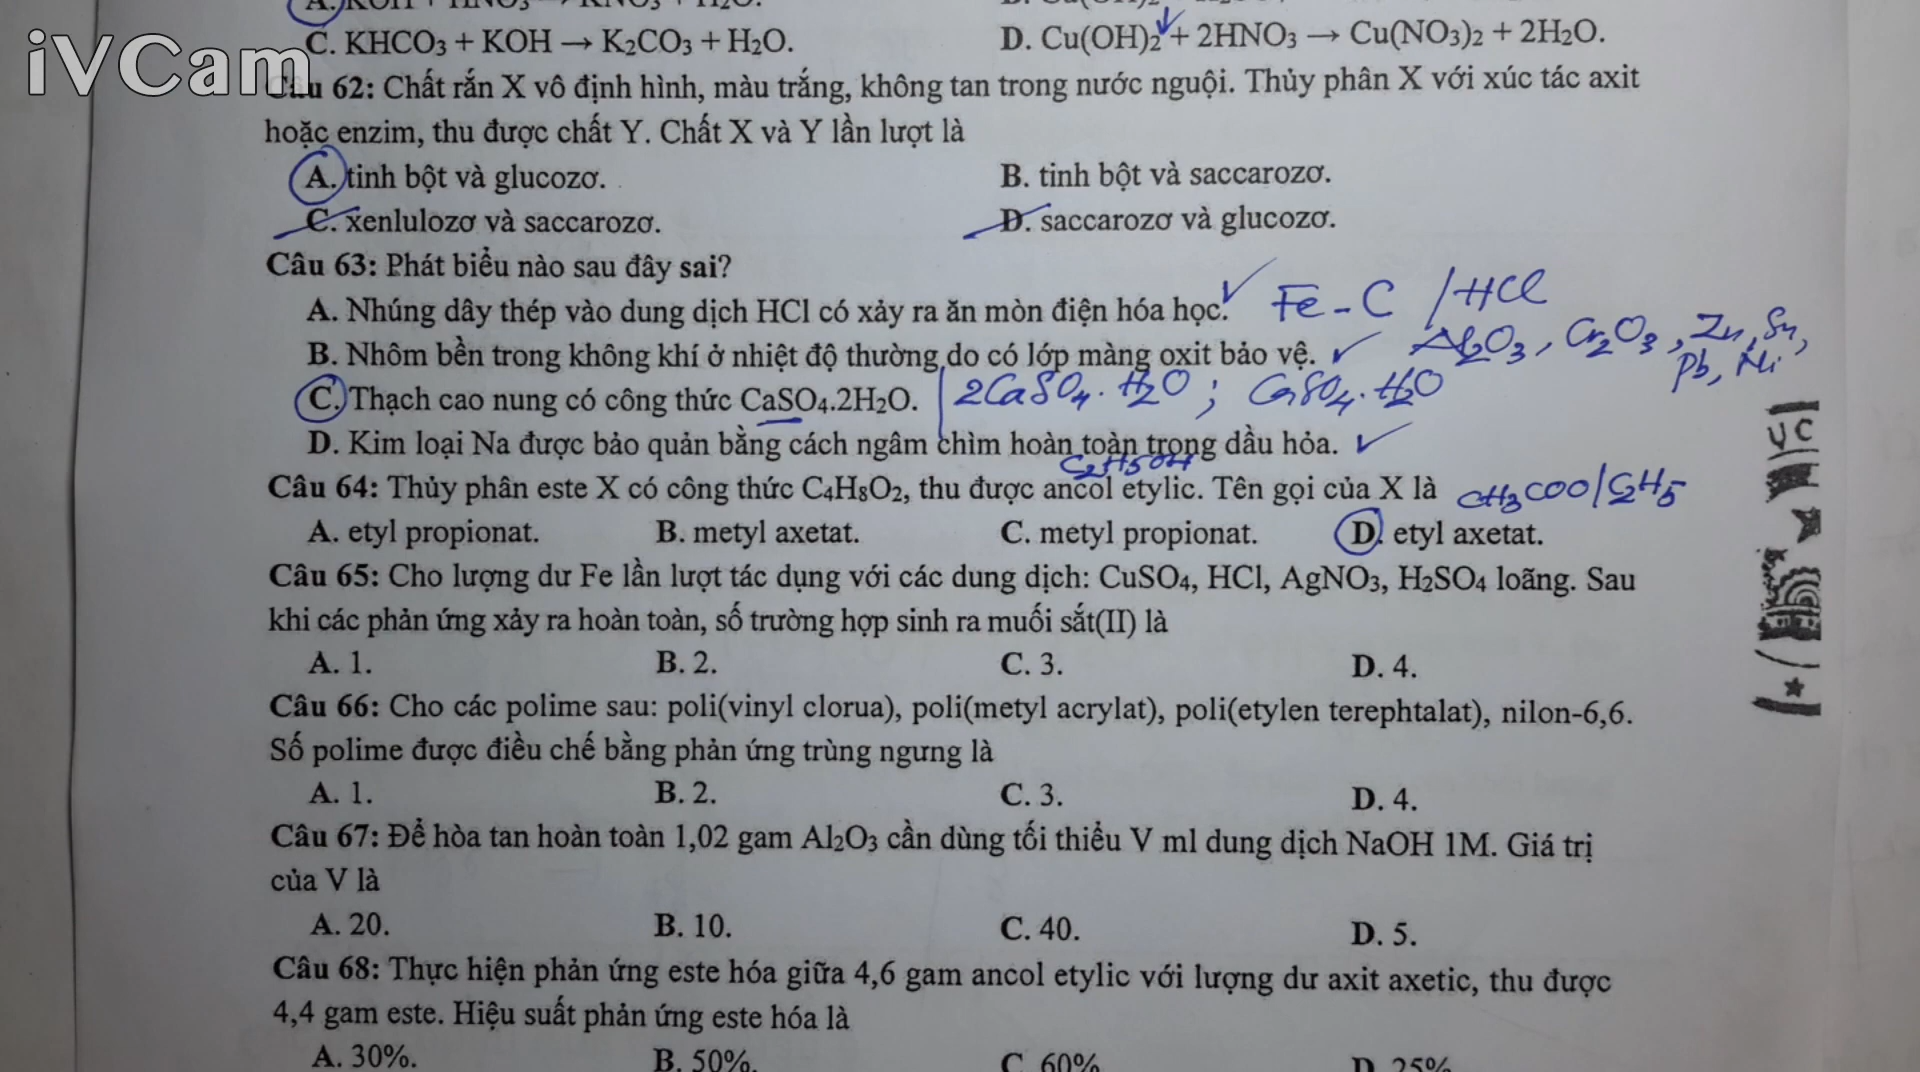 A. KOH + HNO3 → KNO3 + H2O.
iVCam
C. KHCO3 + KOH → K2CO3 + H2O. D. Cu(OH)2 + 2HNO3 → Cu(NO3)2 + 2H2O.
Câu 62: Chất rắn X vô định hình, màu trắng, không tan trong nước nguội. Thủy phân X với xúc tác axit
hoặc enzim, thu được chất Y. Chất X và Y lần lượt là
A. tinh bột và glucozơ. B. tinh bột và saccarozơ.
C. xenlulozơ và saccarozơ. D. saccarozơ và glucozơ.
Câu 63: Phát biểu nào sau đây sai?
A. Nhúng dây thép vào dung dịch HCl có xảy ra ăn mòn điện hóa học. Fe - C / HCl
B. Nhôm bền trong không khí ở nhiệt độ thường do có lớp màng oxit bảo vệ. Al2O3, Cr2O3, Zn, Sn,
Pb, Ni
C. Thạch cao nung có công thức CaSO4.2H2O. 2CaSO4.H2O ; CaSO4.H2O
D. Kim loại Na được bảo quản bằng cách ngâm chìm hoàn toàn trong dầu hỏa.
C2H5OH
Câu 64: Thủy phân este X có công thức C4H8O2, thu được ancol etylic. Tên gọi của X là CH3COO/C2H5
A. etyl propionat. B. metyl axetat. C. metyl propionat. D. etyl axetat.
Câu 65: Cho lượng dư Fe lần lượt tác dụng với các dung dịch: CuSO4, HCl, AgNO3, H2SO4 loãng. Sau
khi các phản ứng xảy ra hoàn toàn, số trường hợp sinh ra muối sắt(II) là
A. 1. B. 2. C. 3. D. 4.
Câu 66: Cho các polime sau: poli(vinyl clorua), poli(metyl acrylat), poli(etylen terephtalat), nilon-6,6.
Số polime được điều chế bằng phản ứng trùng ngưng là
A. 1. B. 2. C. 3. D. 4.
Câu 67: Để hòa tan hoàn toàn 1,02 gam Al2O3 cần dùng tối thiểu V ml dung dịch NaOH 1M. Giá trị
của V là
A. 20. B. 10. C. 40. D. 5.
Câu 68: Thực hiện phản ứng este hóa giữa 4,6 gam ancol etylic với lượng dư axit axetic, thu được
4,4 gam este. Hiệu suất phản ứng este hóa là
A. 30%. B. 50%. C. 60% D. 25%